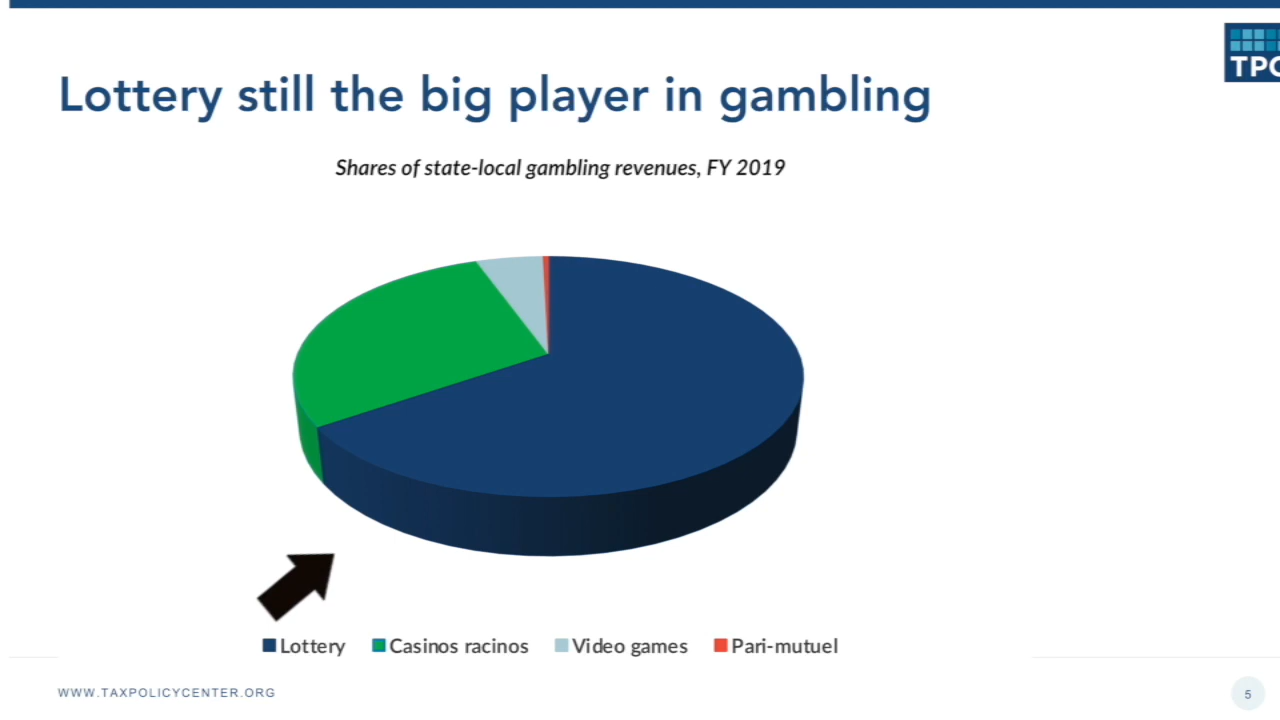 TPC
Lottery still the big player in gambling
Shares of state-local gambling revenues, FY 2019
Lottery Casinos racinos Video games Pari-mutuel
WWW.TAXPOLICYCENTER.ORG
5